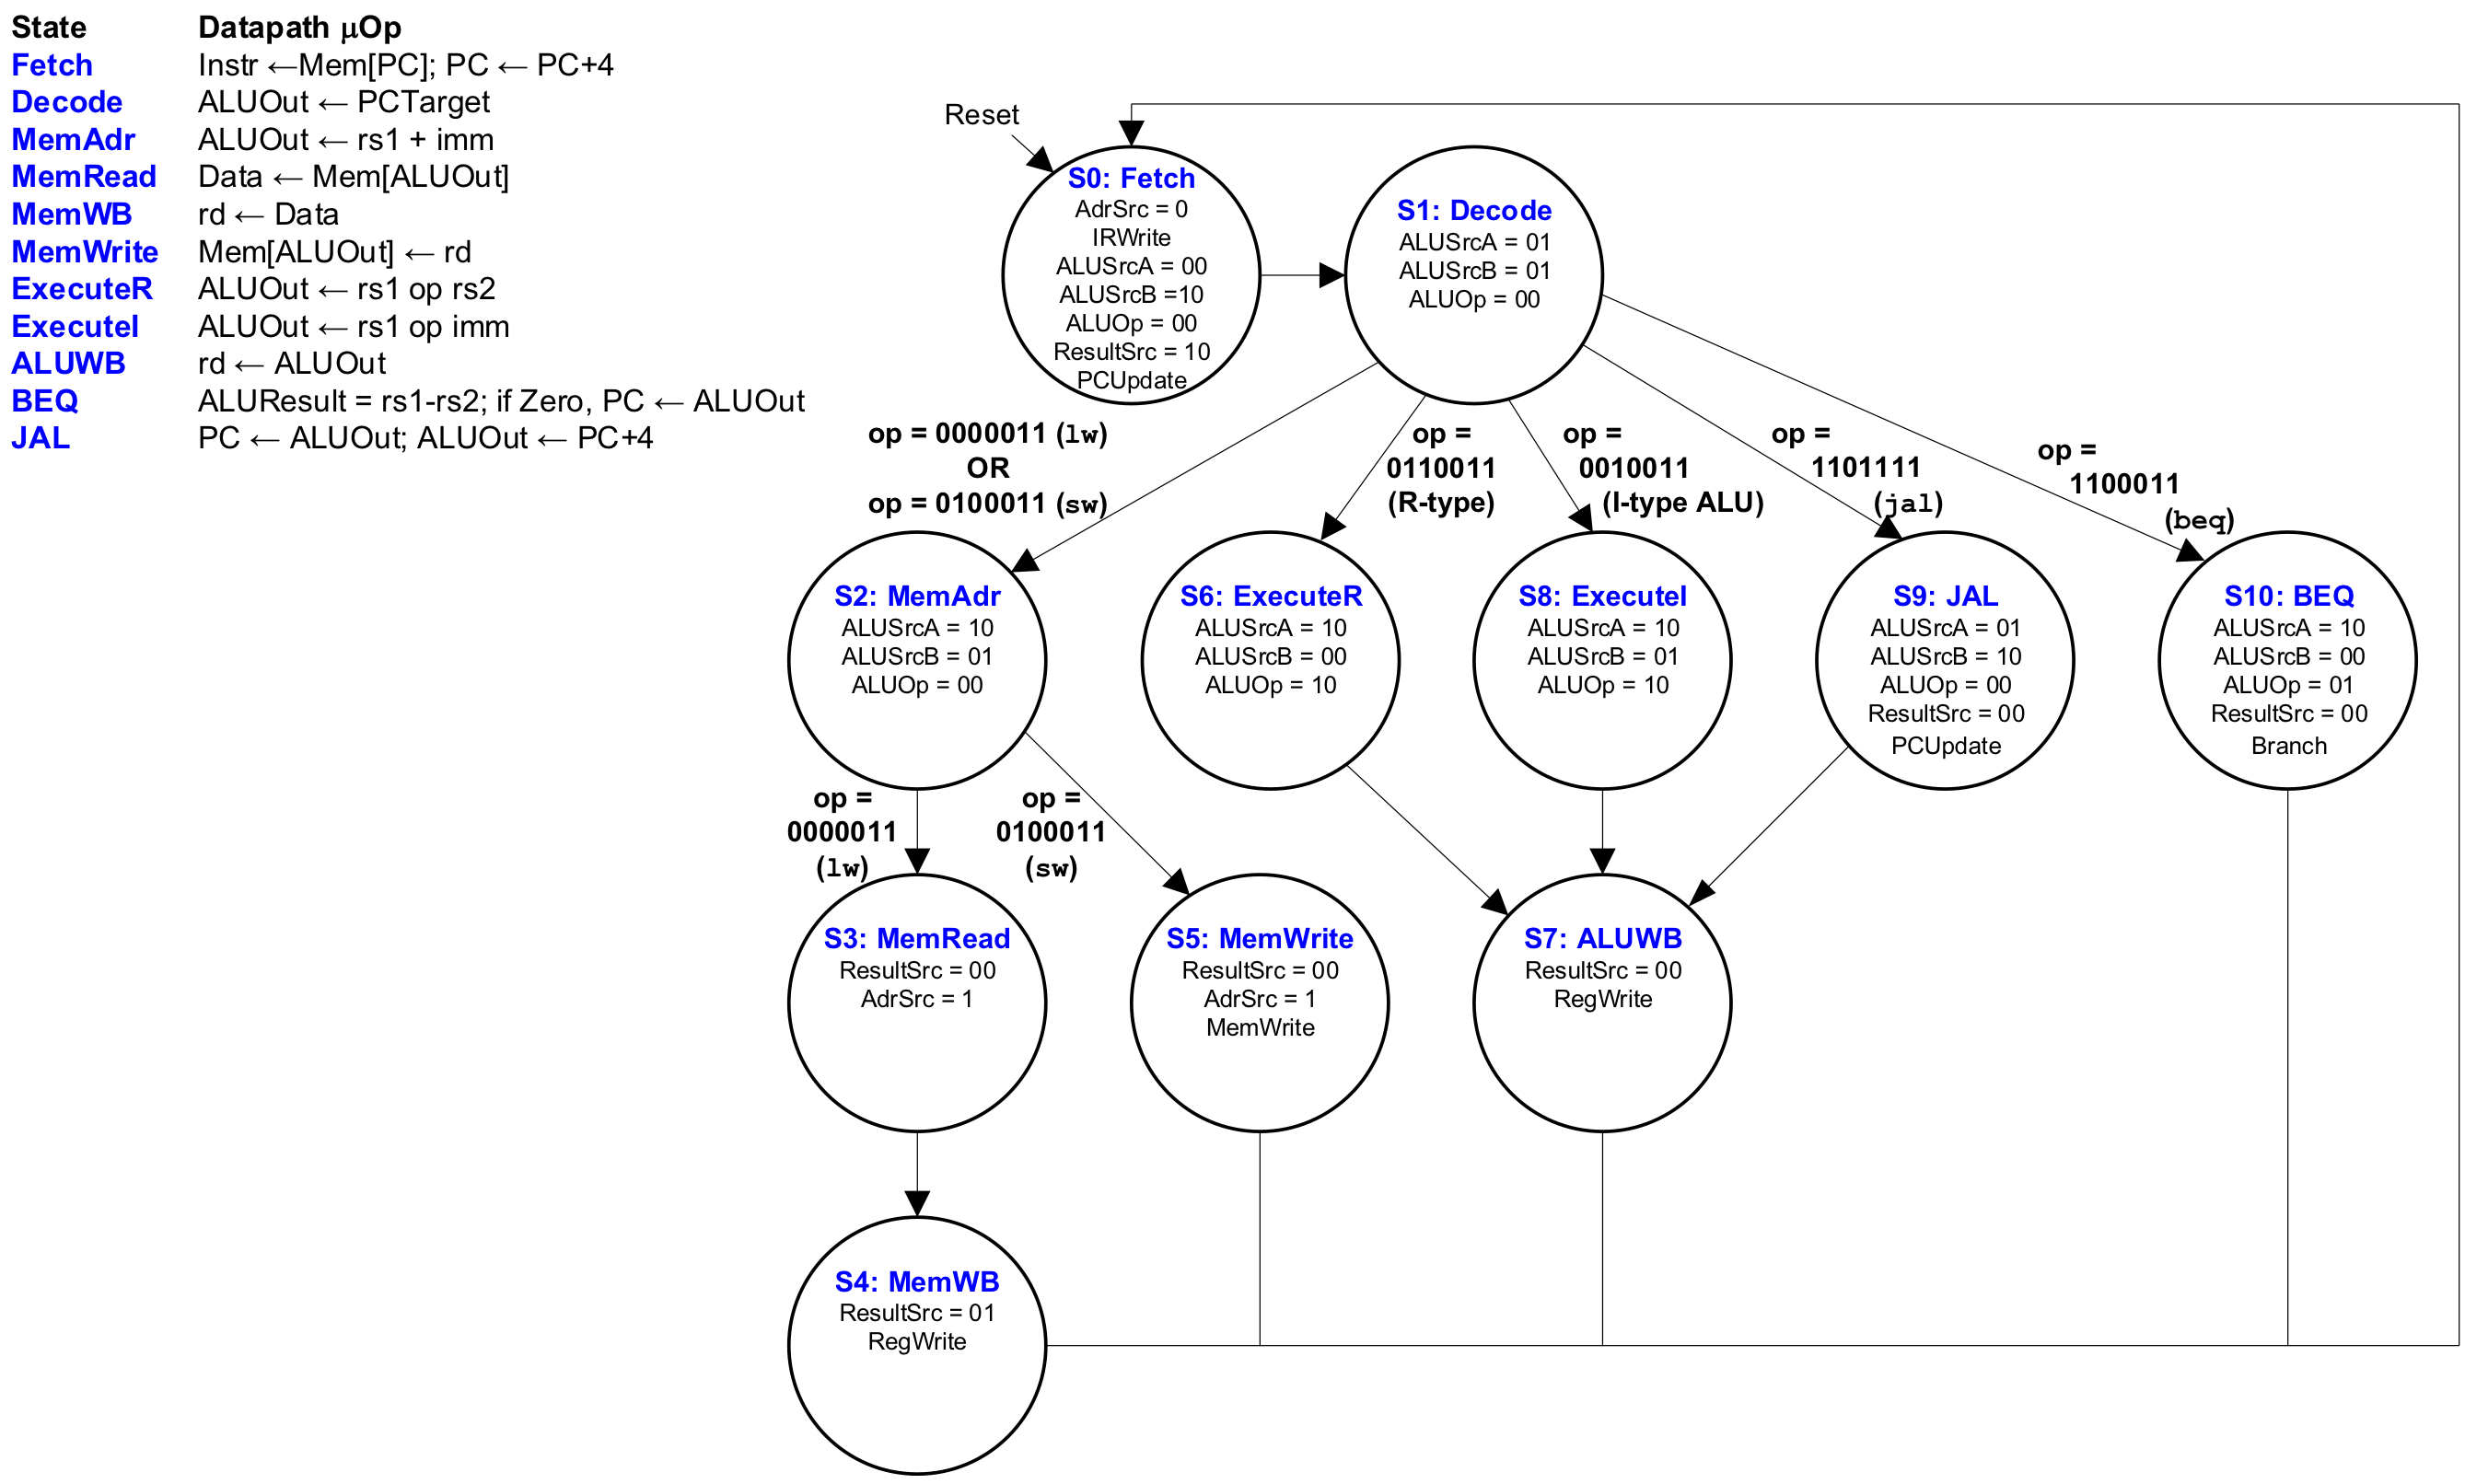 State Datapath μOp
Fetch Instr ←Mem[PC]; PC ← PC+4
Decode ALUOut ← PCTarget
MemAdr ALUOut ← rs1 + imm
MemRead Data ← Mem[ALUOut]
MemWB rd ← Data
MemWrite Mem[ALUOut] ← rd
ExecuteR ALUOut ← rs1 op rs2
ExecuteI ALUOut ← rs1 op imm
ALUWB rd ← ALUOut
BEQ ALUResult = rs1-rs2; if Zero, PC ← ALUOut
JAL PC ← ALUOut; ALUOut ← PC+4
Reset
S0: Fetch
AdrSrc = 0
IRWrite
ALUSrcA = 00
ALUSrcB =10
ALUOp = 00
ResultSrc = 10
PCUpdate
S1: Decode
ALUSrcA = 01
ALUSrcB = 01
ALUOp = 00
op = 0000011 (lw)
OR
op = 0100011 (sw)
op =
0110011
(R-type)
op =
0010011
(I-type ALU)
op =
1101111
(jal)
op =
1100011
(beq)
S2: MemAdr
ALUSrcA = 10
ALUSrcB = 01
ALUOp = 00
S6: ExecuteR
ALUSrcA = 10
ALUSrcB = 00
ALUOp = 10
S8: ExecuteI
ALUSrcA = 10
ALUSrcB = 01
ALUOp = 10
S9: JAL
ALUSrcA = 01
ALUSrcB = 10
ALUOp = 00
ResultSrc = 00
PCUpdate
S10: BEQ
ALUSrcA = 10
ALUSrcB = 00
ALUOp = 01
ResultSrc = 00
Branch
op =
0000011
(lw)
op =
0100011
(sw)
S3: MemRead
ResultSrc = 00
AdrSrc = 1
S5: MemWrite
ResultSrc = 00
AdrSrc = 1
MemWrite
S7: ALUWB
ResultSrc = 00
RegWrite
S4: MemWB
ResultSrc = 01
RegWrite